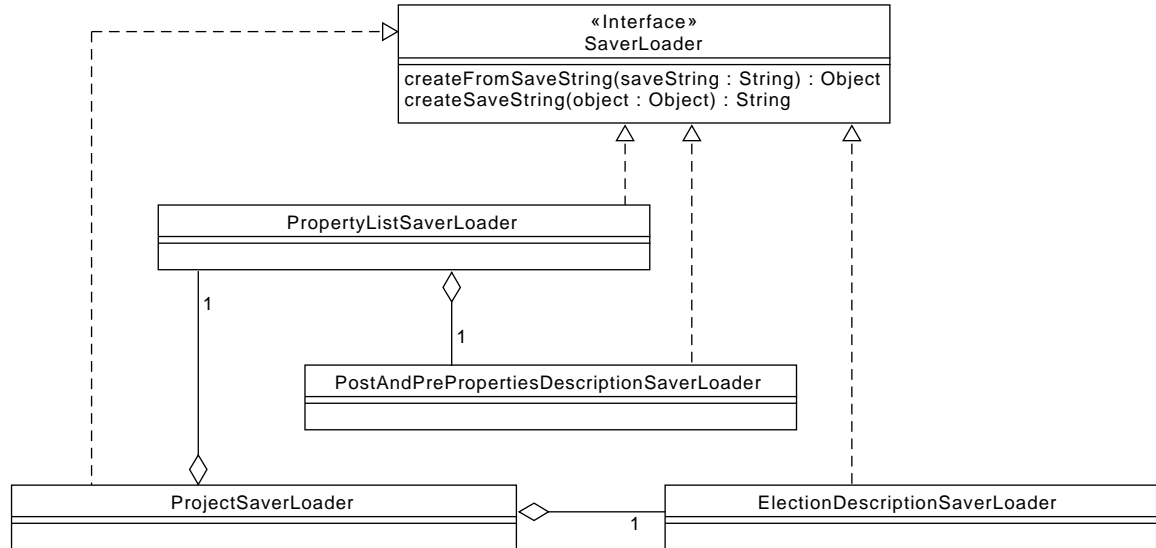 «Interface»
SaverLoader
createFromSaveString(saveString : String) : Object
createSaveString(object : Object) : String
PropertyListSaverLoader
1
1
PostAndPrePropertiesDescriptionSaverLoader
ProjectSaverLoader
1
ElectionDescriptionSaverLoader